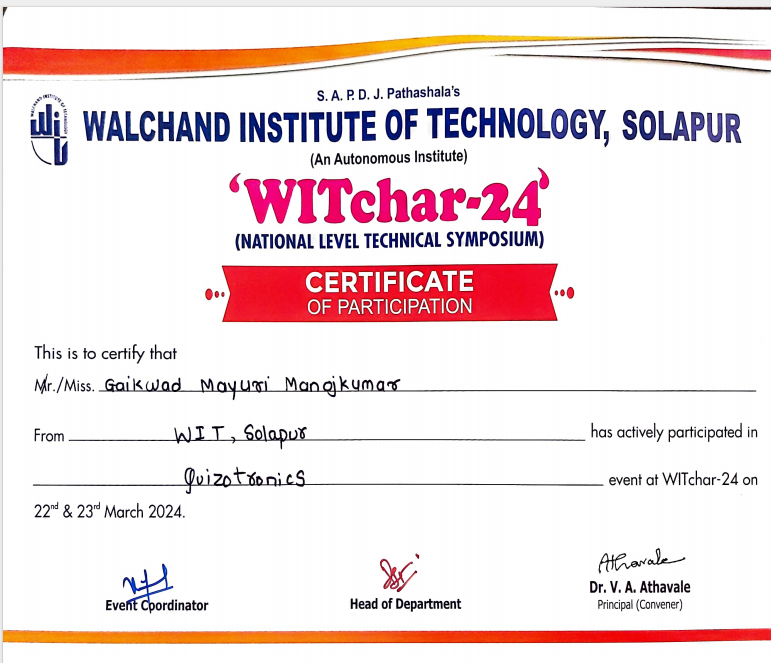 S. A. P. D. J. Pathashala's
WALCHAND INSTITUTE OF TECHNOLOGY, SOLAPUR
(An Autonomous Institute)
'WITchar-24'
(NATIONAL LEVEL TECHNICAL SYMPOSIUM)
CERTIFICATE
OF PARTICIPATION
This is to certify that
Mr./Miss. Gaikwad Mayuri Manojkumar
From WIT, Solapur has actively participated in
Quizotronics event at WITchar-24 on
22nd & 23rd March 2024.
Athavale
Event Coordinator Head of Department Dr. V. A. Athavale
Principal (Convener)